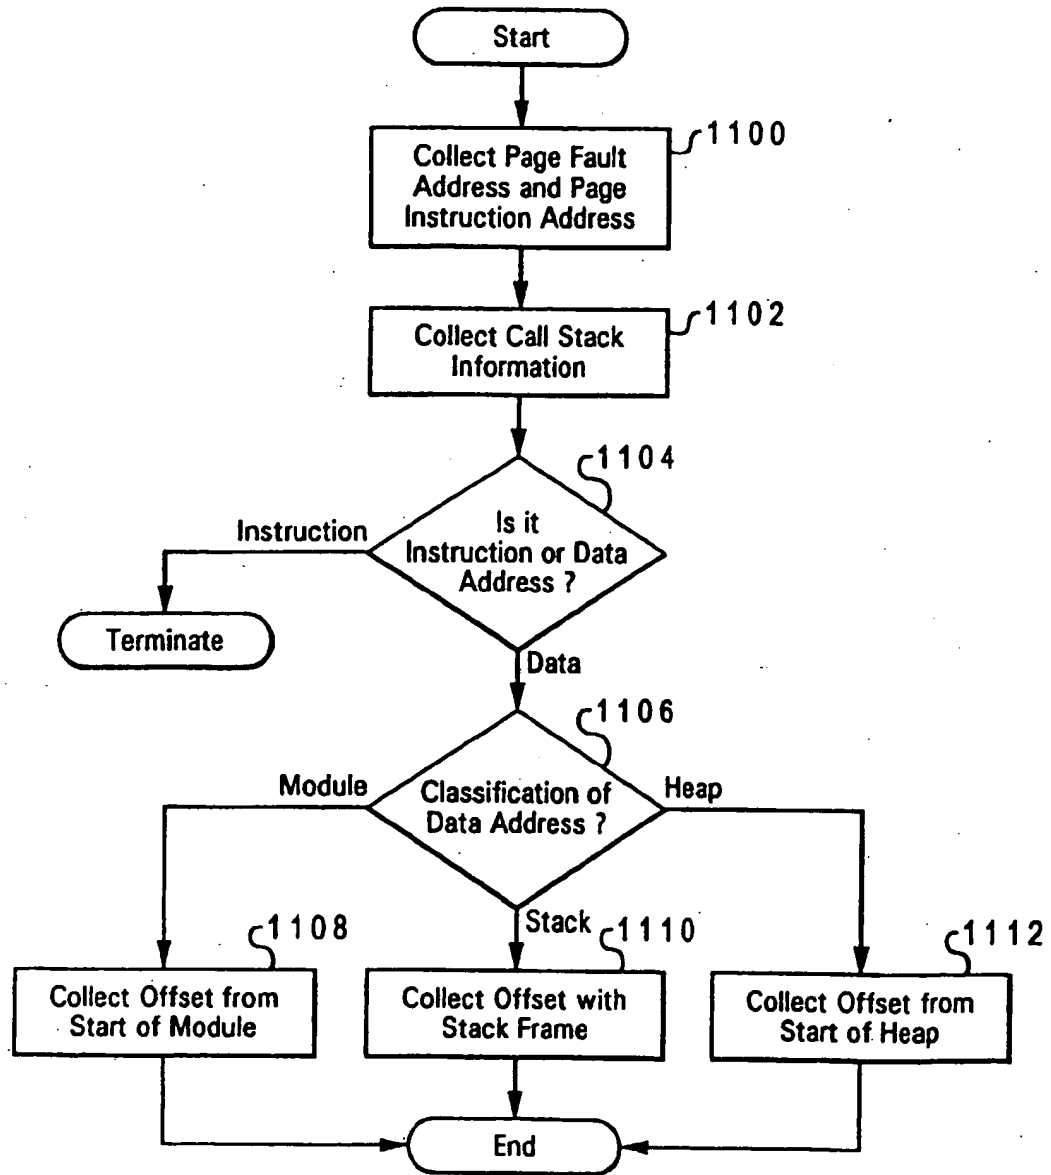 Start
1100
Collect Page Fault
Address and Page
Instruction Address
1102
Collect Call Stack
Information
1104
Is it
Instruction or Data
Address ?
Instruction
Terminate
Data
1106
Classification of
Data Address ?
Module
Heap
Stack
1108
Collect Offset from
Start of Module
1110
Collect Offset with
Stack Frame
1112
Collect Offset from
Start of Heap
End